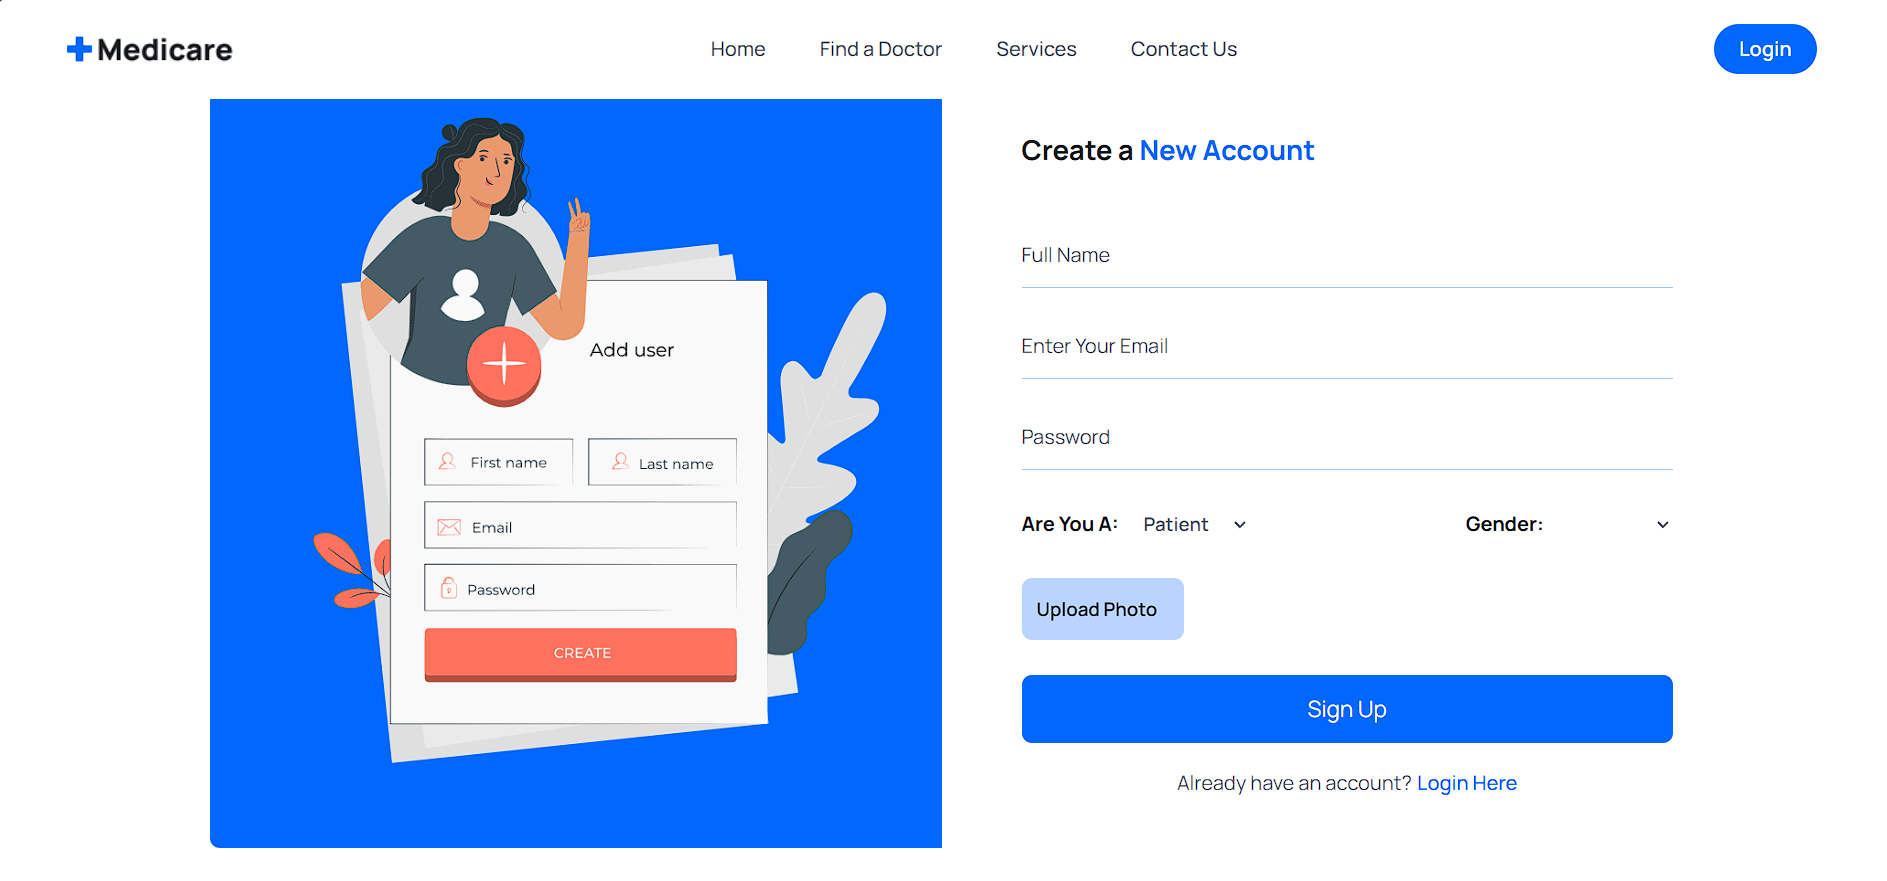 Medicare
Home Find a Doctor Services Contact Us
Login
Add user
First name Last name
Email
Password
CREATE
Create a New Account
Full Name
Enter Your Email
Password
Are You A: Patient Gender:
Upload Photo
Sign Up
Already have an account? Login Here